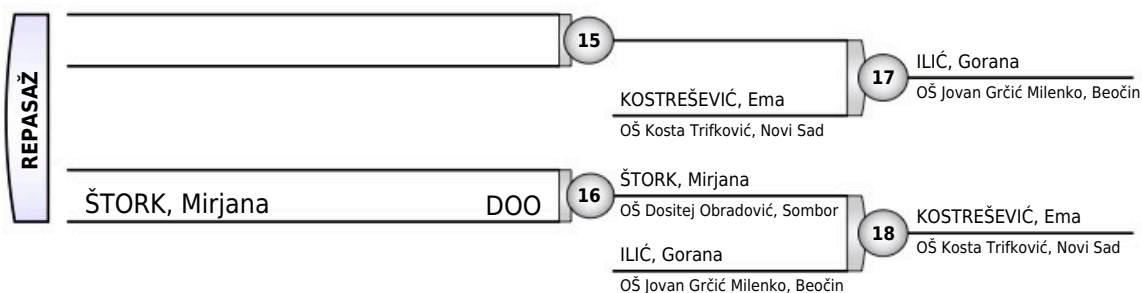 REPASAŽ
15
KOSTREŠEVIĆ, Ema
OŠ Kosta Trifković, Novi Sad
17
ILIĆ, Gorana
OŠ Jovan Grčić Milenko, Beočin
ŠTORK, Mirjana DOO
16
ŠTORK, Mirjana
OŠ Dositej Obradović, Sombor
ILIĆ, Gorana
OŠ Jovan Grčić Milenko, Beočin
18
KOSTREŠEVIĆ, Ema
OŠ Kosta Trifković, Novi Sad